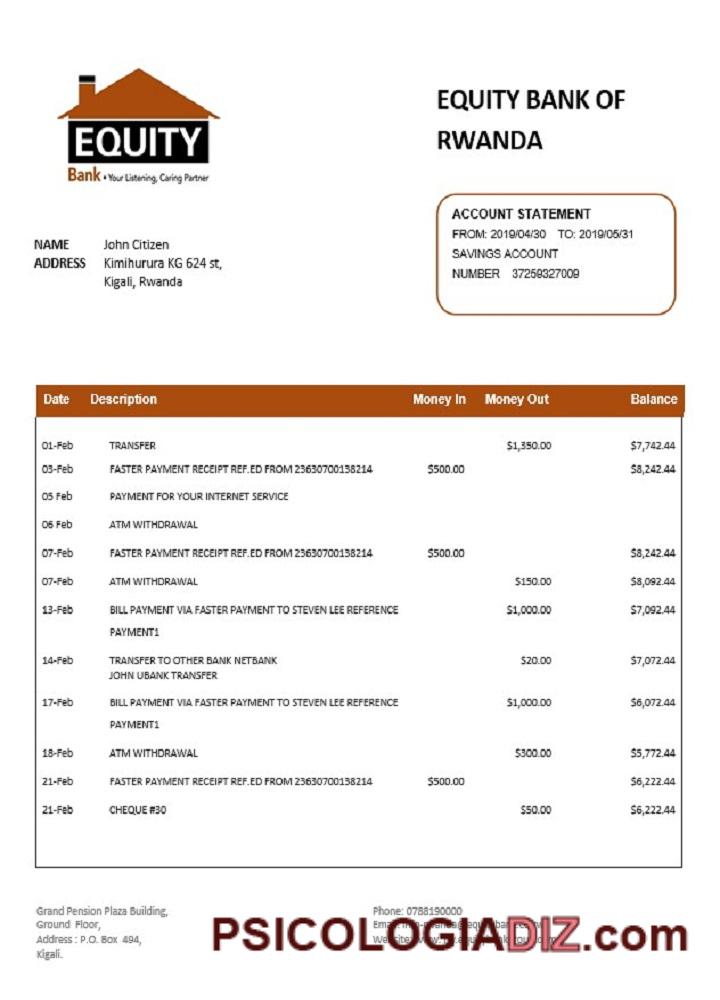 EQUITY
Bank • Your Listening, Caring Partner
EQUITY BANK OF
RWANDA
ACCOUNT STATEMENT
FROM: 2019/04/30 TO: 2019/05/31
SAVINGS ACCOUNT
NUMBER 37259327009
NAME John Citizen
ADDRESS Kimihurura KG 624 st,
Kigali, Rwanda
Date Description Money In Money Out Balance
01-Feb TRANSFER $1,350.00 $7,742.44
03-Feb FASTER PAYMENT RECEIPT REF.ED FROM 23630700138214 $500.00 $8,242.44
05 Feb PAYMENT FOR YOUR INTERNET SERVICE
06 Feb ATM WITHDRAWAL
07-Feb FASTER PAYMENT RECEIPT REF.ED FROM 23630700138214 $500.00 $8,242.44
07-Feb ATM WITHDRAWAL $150.00 $8,092.44
13-Feb BILL PAYMENT VIA FASTER PAYMENT TO STEVEN LEE REFERENCE $1,000.00 $7,092.44
PAYMENT1
14-Feb TRANSFER TO OTHER BANK NETBANK $20.00 $7,072.44
JOHN UBANK TRANSFER
17-Feb BILL PAYMENT VIA FASTER PAYMENT TO STEVEN LEE REFERENCE $1,000.00 $6,072.44
PAYMENT1
18-Feb ATM WITHDRAWAL $300.00 $5,772.44
21-Feb FASTER PAYMENT RECEIPT REF.ED FROM 23630700138214 $500.00 $6,222.44
21-Feb CHEQUE #30 $50.00 $6,222.44
Grand Pension Plaza Building,
Ground Floor,
Address : P.O. Box 494,
Kigali.
Phone: 0788190000
PSICOLOGIADIZ.com